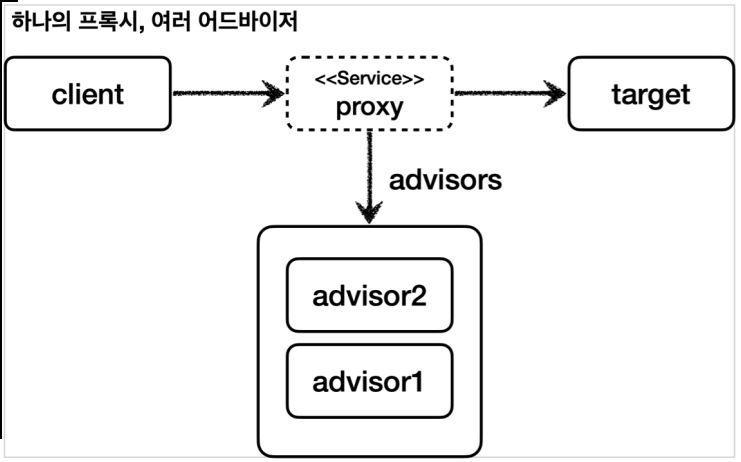 하나의 프록시, 여러 어드바이저
client
<<Service>>
proxy
target
advisors
advisor2
advisor1